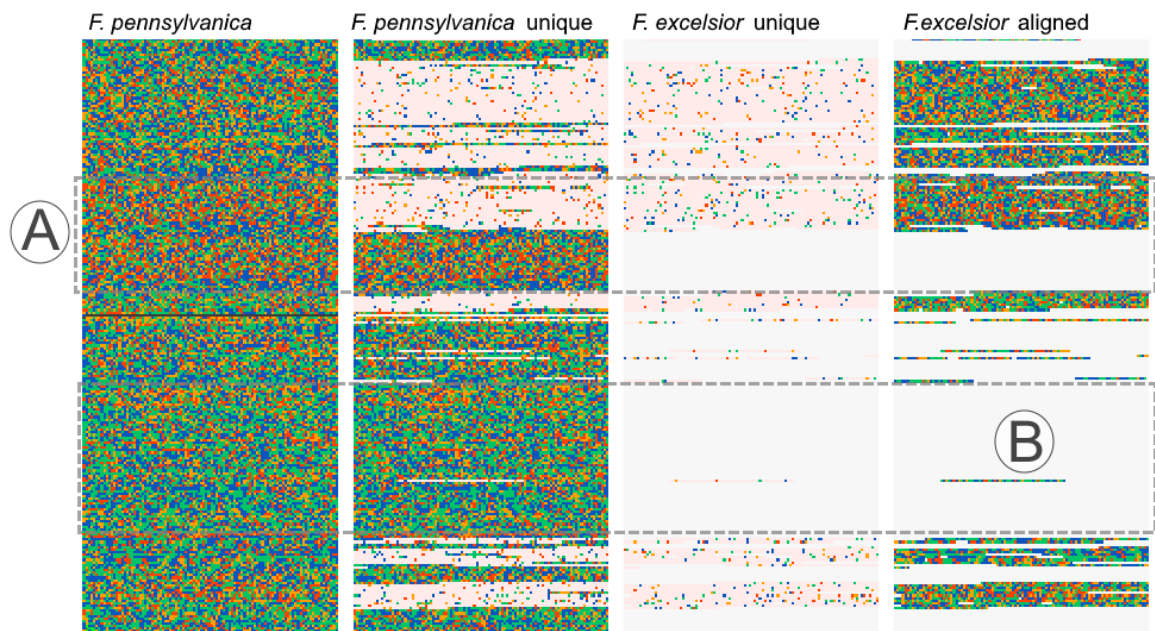 F. pennsylvanica F. pennsylvanica unique F. excelsior unique F.excelsior aligned
A
B